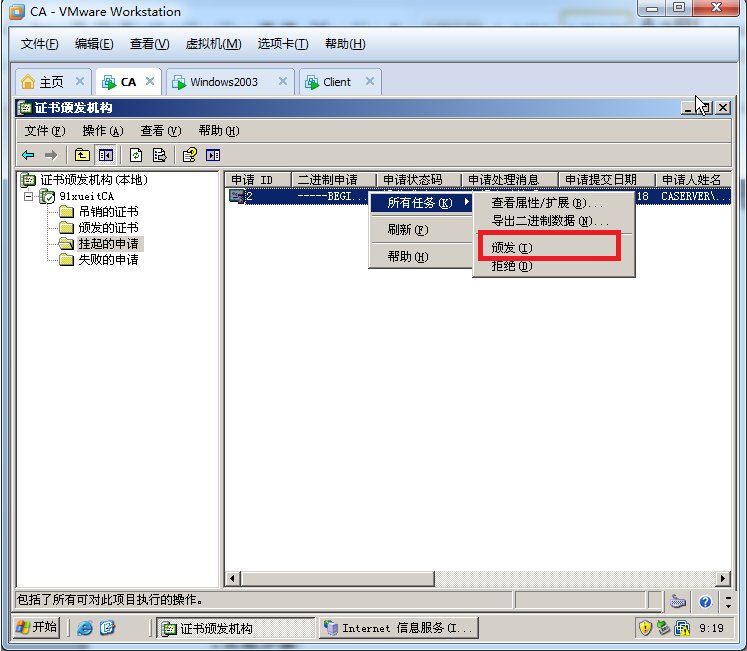 CA - VMware Workstation
文件(F) 编辑(E) 查看(V) 虚拟机(M) 选项卡(T) 帮助(H)
主页 CA Windows2003 Client
证书颁发机构
文件(F) 操作(A) 查看(V) 帮助(H)
证书颁发机构(本地)
91xueitCA
吊销的证书
颁发的证书
挂起的申请
失败的申请
申请 ID 二进制申请 申请状态码 申请处理消息 申请提交日期 申请人姓名
2 -----BEGI... 18 CASERVER\...
所有任务(K)
刷新(F)
帮助(H)
查看属性/扩展(B)...
导出二进制数据(N)...
颁发(I)
拒绝(D)
包括了所有可对此项目执行的操作。
开始 证书颁发机构 Internet 信息服务(I... 9:19